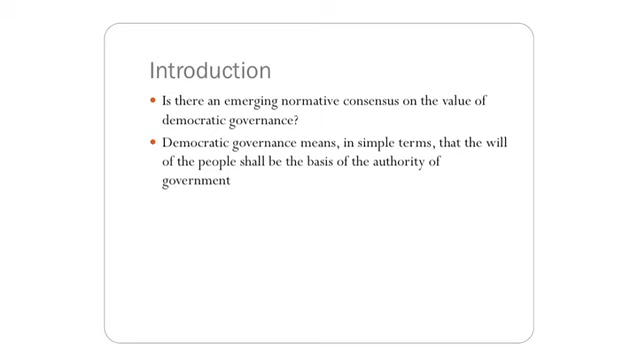 Introduction
• Is there an emerging normative consensus on the value of
democratic governance?
• Democratic governance means, in simple terms, that the will
of the people shall be the basis of the authority of
government